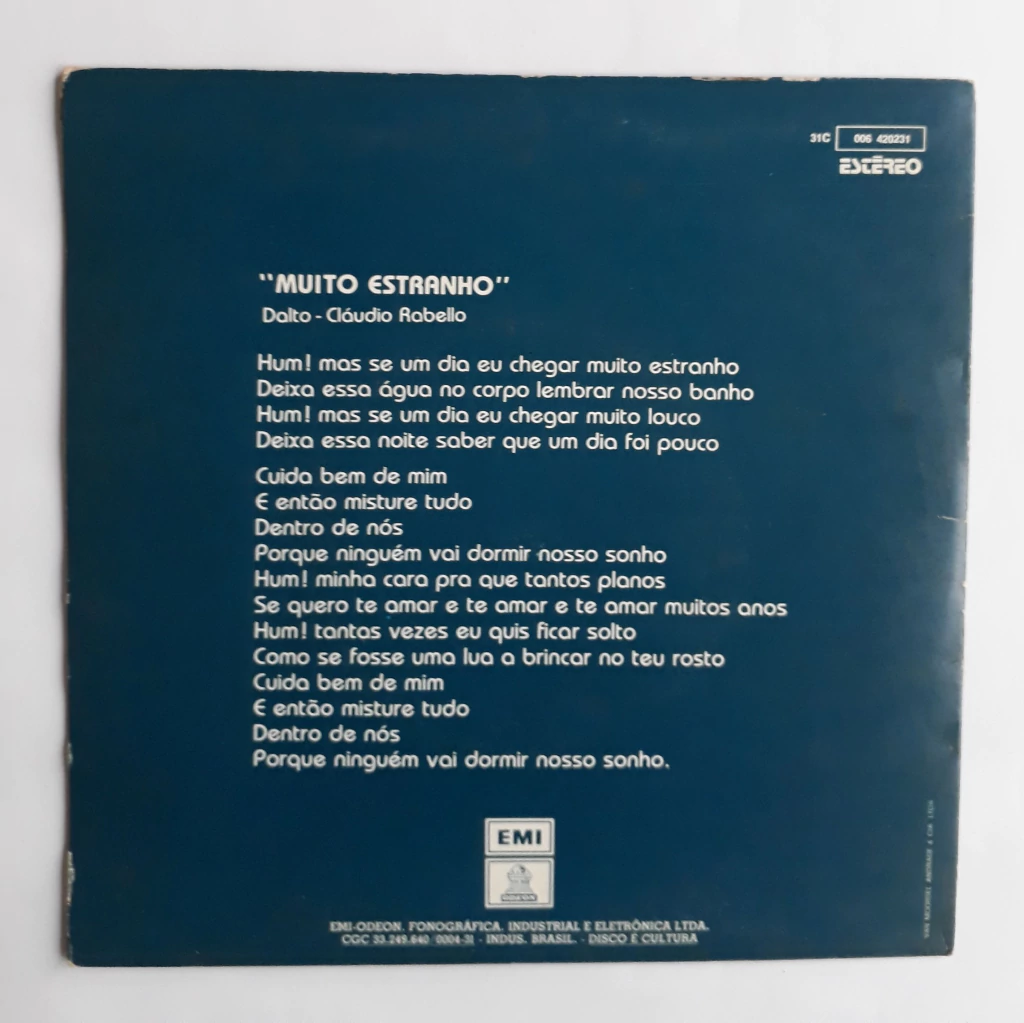 31C 006 420231
ESTÉREO
"MUITO ESTRANHO"
Dalto - Cláudio Rabello
Hum! mas se um dia eu chegar muito estranho
Deixa essa água no corpo lembrar nosso banho
Hum! mas se um dia eu chegar muito louco
Deixa essa noite saber que um dia foi pouco
Cuida bem de mim
E então misture tudo
Dentro de nós
Porque ninguém vai dormir nosso sonho
Hum! minha cara pra que tantos planos
Se quero te amar e te amar e te amar muitos anos
Hum! tantas vezes eu quis ficar solto
Como se fosse uma lua a brincar no teu rosto
Cuida bem de mim
E então misture tudo
Dentro de nós
Porque ninguém vai dormir nosso sonho.
EMI
ODEON
EMI-ODEON. FONOGRÁFICA. INDUSTRIAL E ELETRÔNICA LTDA.
CGC 33.249.640/0004-31 - INDUS. BRASIL. - DISCO É CULTURA